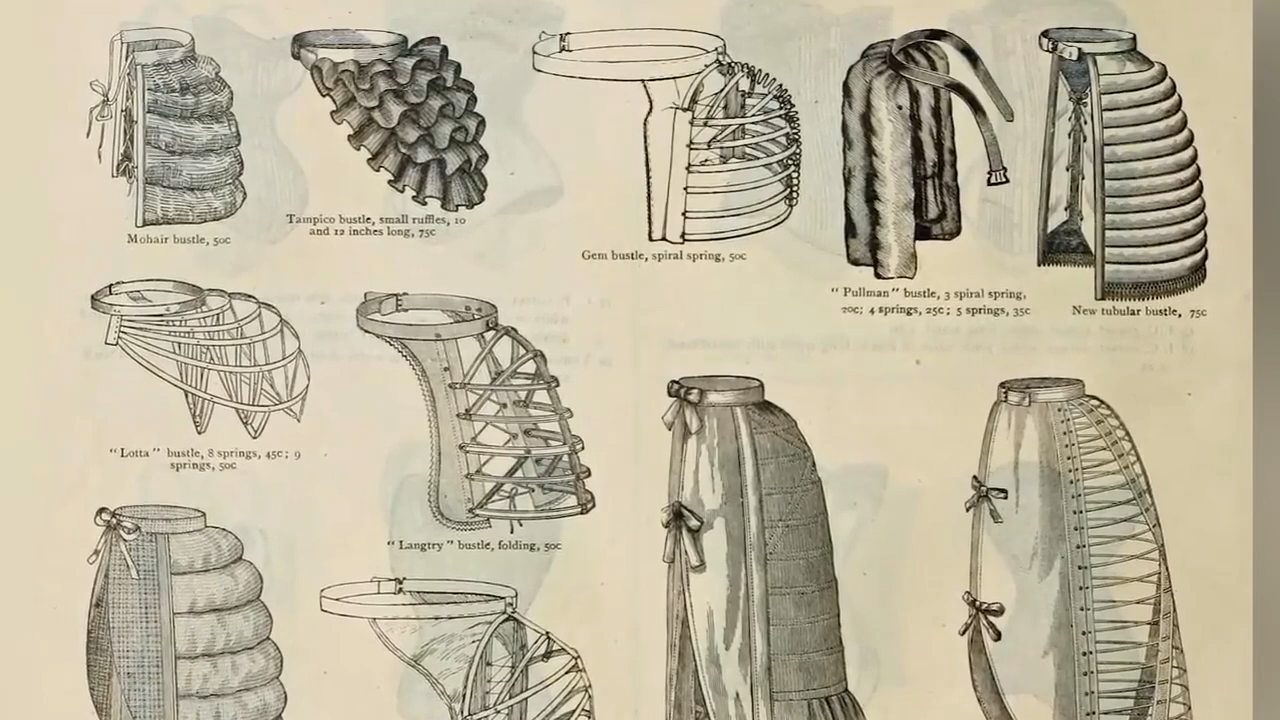 Mohair bustle, 50c
Tampico bustle, small ruffles, 10
and 12 inches long, 75c
Gem bustle, spiral spring, 50c
"Pullman" bustle, 3 spiral spring,
20c; 4 springs, 25c; 5 springs, 35c
New tubular bustle, 75c
"Lotta" bustle, 8 springs, 45c; 9
springs, 50c
"Langtry" bustle, folding, 50c